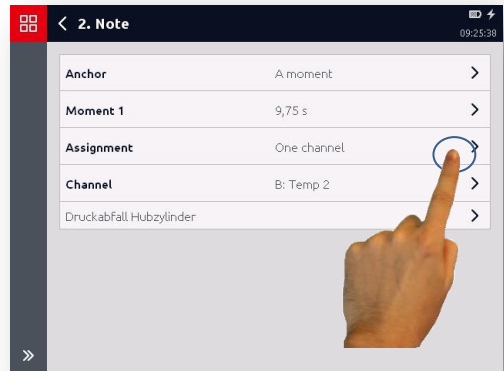 2. Note
09:25:38
Anchor A moment
Moment 1 9,75 s
Assignment One channel
Channel B: Temp 2
Druckabfall Hubzylinder